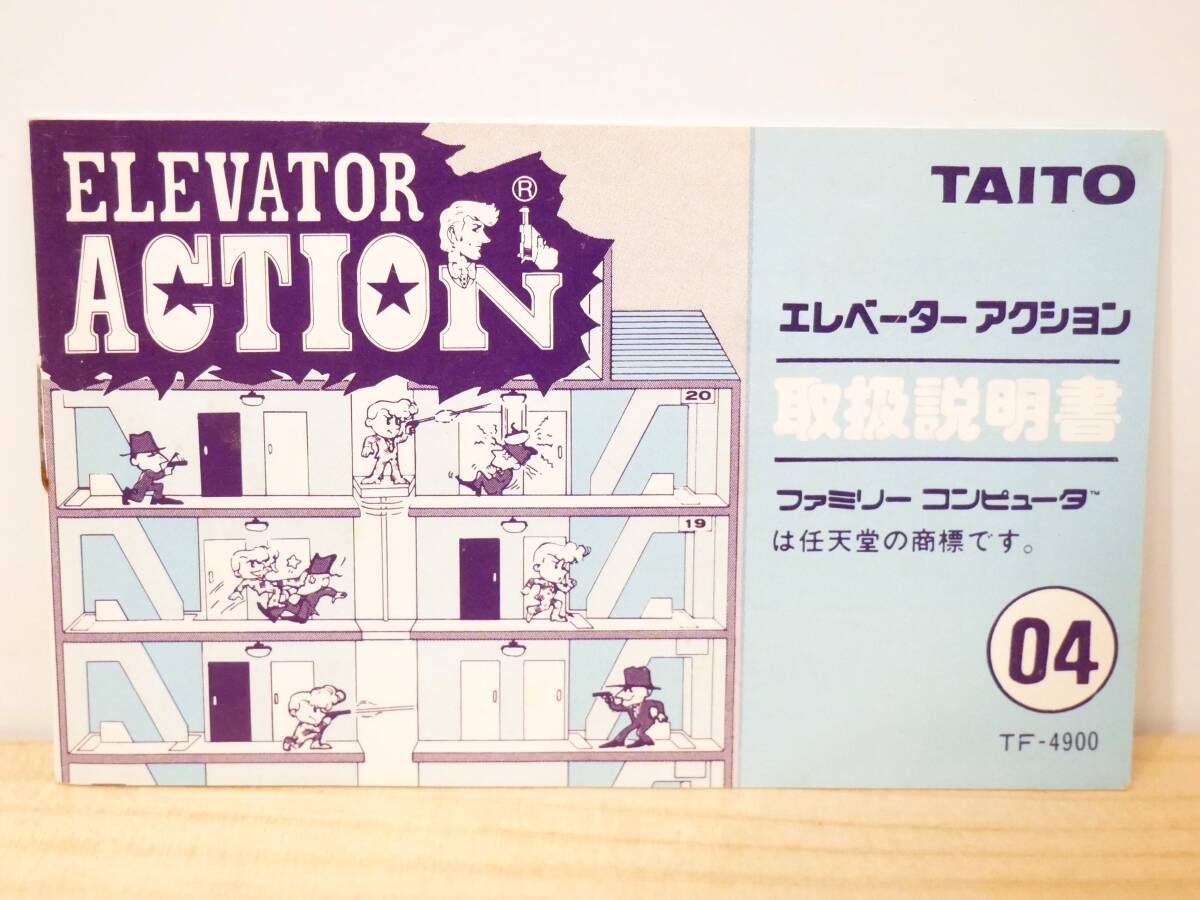 ELEVATOR
ACTION
®
20
19
TAITO
エレベーター アクション
取扱説明書
ファミリー コンピュータ™
は任天堂の商標です。
04
TF-4900